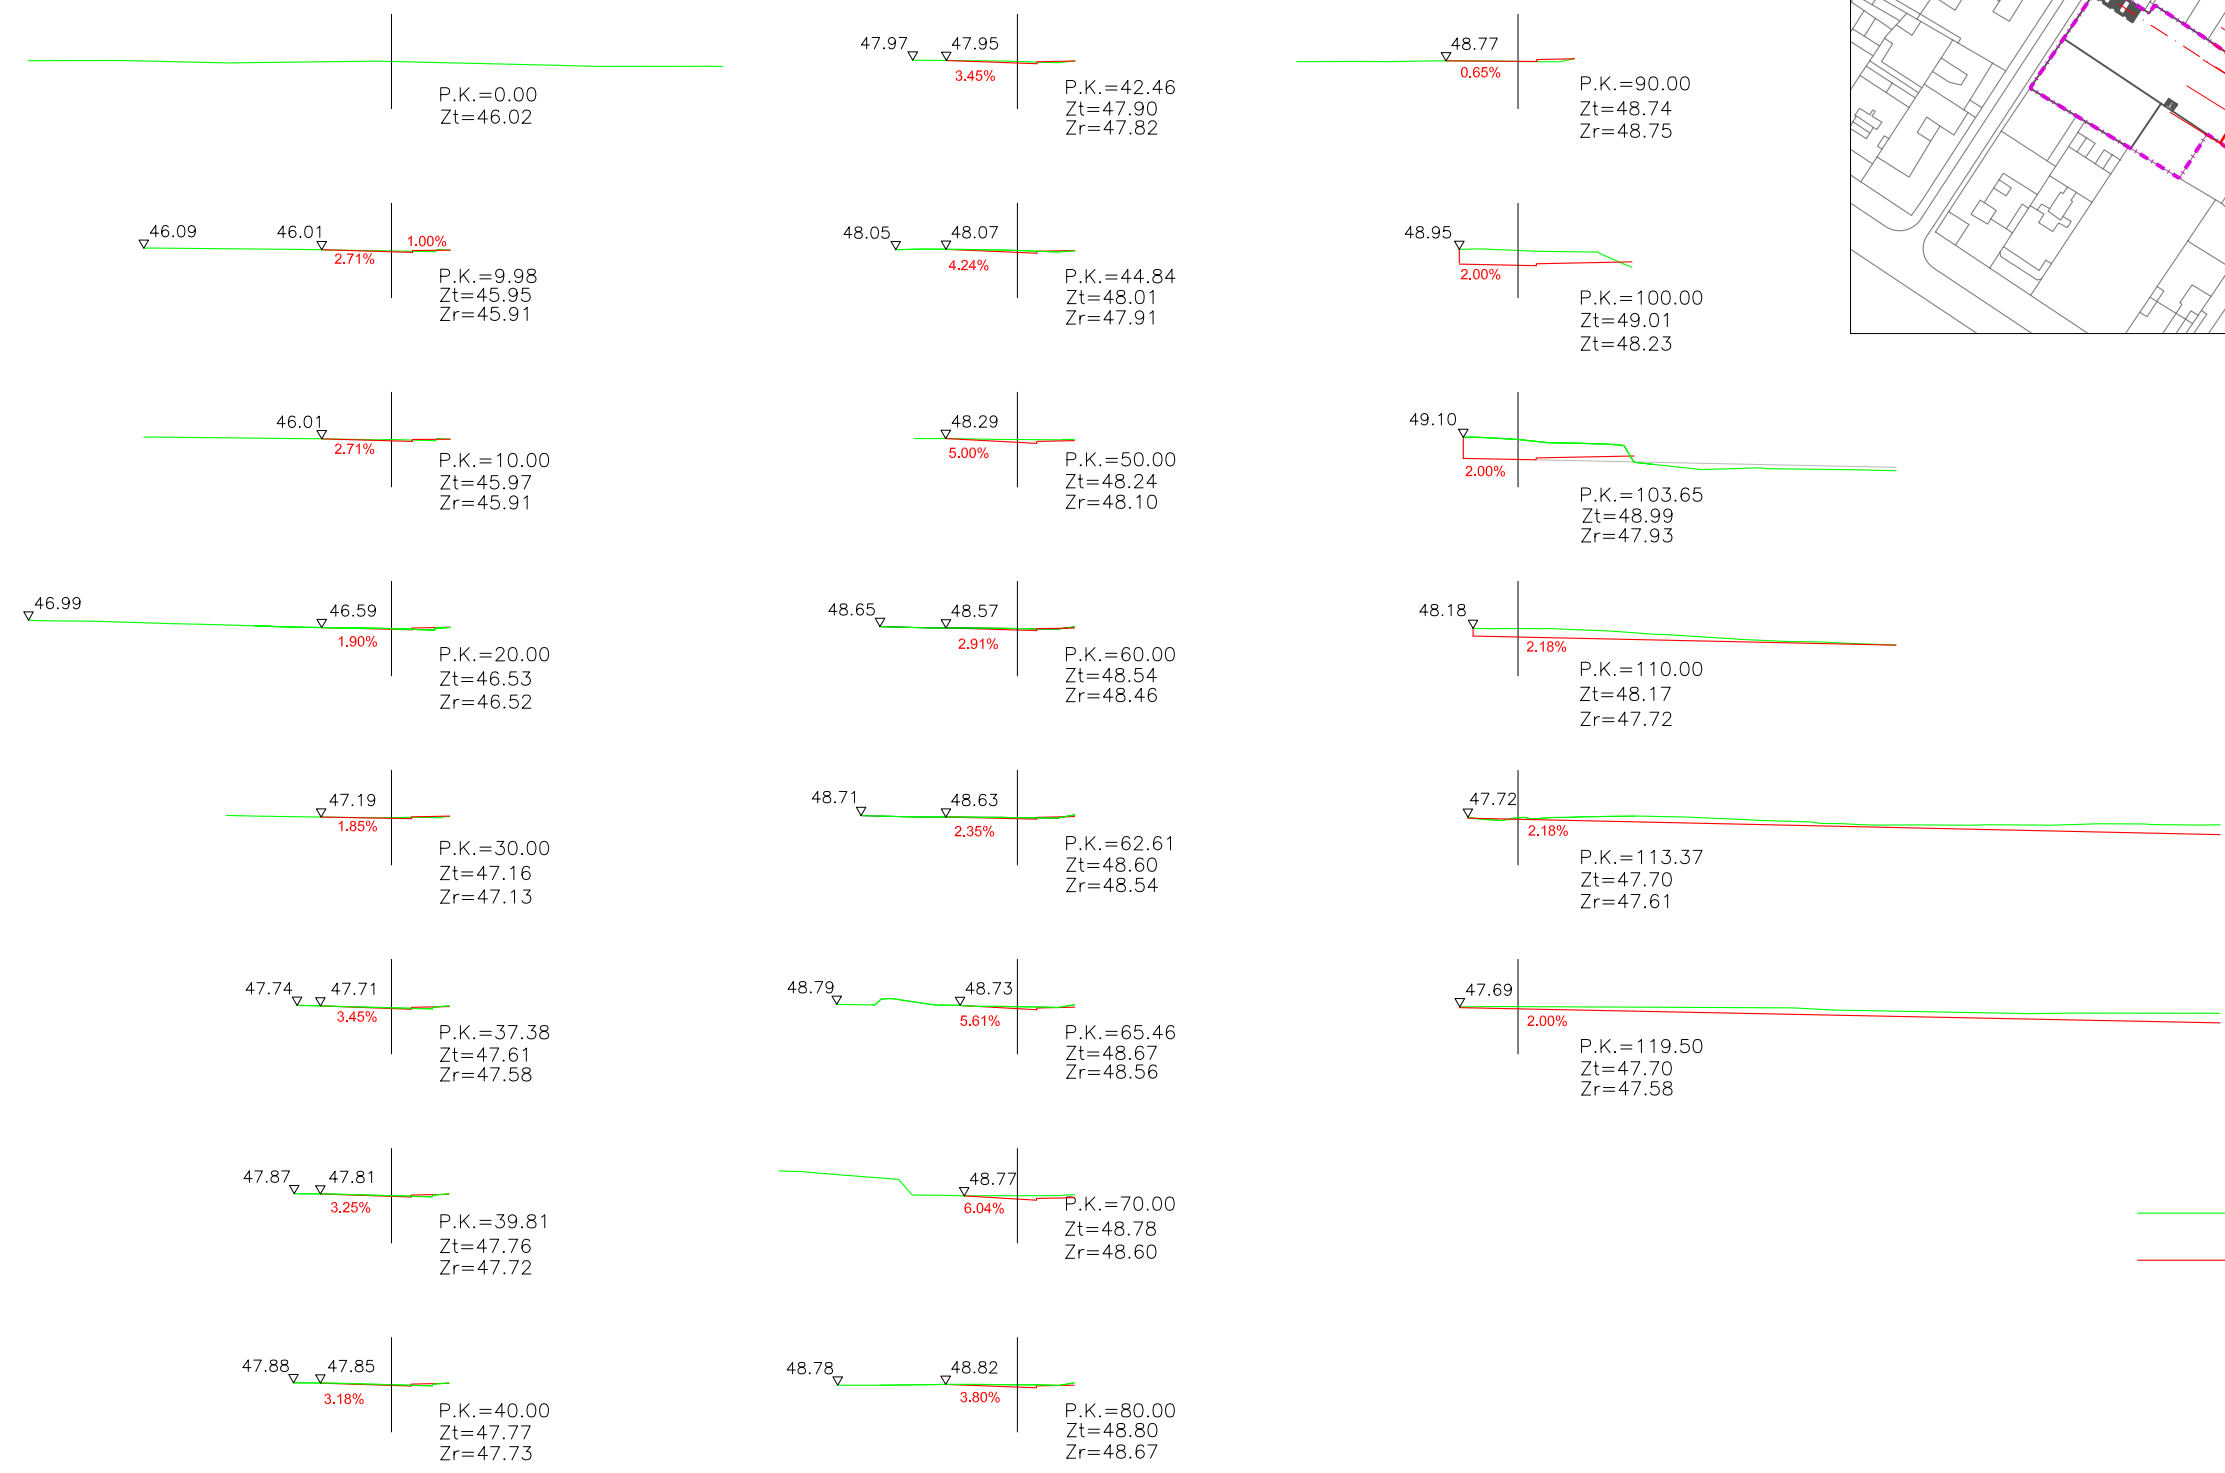 P.K.=0.00
Zt=46.02
46.09 46.01 1.00%
2.71%
P.K.=9.98
Zt=45.95
Zr=45.91
46.01
2.71%
P.K.=10.00
Zt=45.97
Zr=45.91
46.99 46.59
1.90%
P.K.=20.00
Zt=46.53
Zr=46.52
47.19
1.85%
P.K.=30.00
Zt=47.16
Zr=47.13
47.74 47.71
3.45%
P.K.=37.38
Zt=47.61
Zr=47.58
47.87 47.81
3.25%
P.K.=39.81
Zt=47.76
Zr=47.72
47.88 47.85
3.18%
P.K.=40.00
Zt=47.77
Zr=47.73
47.97 47.95
3.45%
P.K.=42.46
Zt=47.90
Zr=47.82
48.05 48.07
4.24%
P.K.=44.84
Zt=48.01
Zr=47.91
48.29
5.00%
P.K.=50.00
Zt=48.24
Zr=48.10
48.65 48.57
2.91%
P.K.=60.00
Zt=48.54
Zr=48.46
48.71 48.63
2.35%
P.K.=62.61
Zt=48.60
Zr=48.54
48.79 48.73
5.61%
P.K.=65.46
Zt=48.67
Zr=48.56
48.77
6.04%
P.K.=70.00
Zt=48.78
Zr=48.60
48.78 48.82
3.80%
P.K.=80.00
Zt=48.80
Zr=48.67
48.77
0.65%
P.K.=90.00
Zt=48.74
Zr=48.75
48.95
2.00%
P.K.=100.00
Zt=49.01
Zt=48.23
49.10
2.00%
P.K.=103.65
Zt=48.99
Zr=47.93
48.18
2.18%
P.K.=110.00
Zt=48.17
Zr=47.72
47.72
2.18%
P.K.=113.37
Zt=47.70
Zr=47.61
47.69
2.00%
P.K.=119.50
Zt=47.70
Zr=47.58